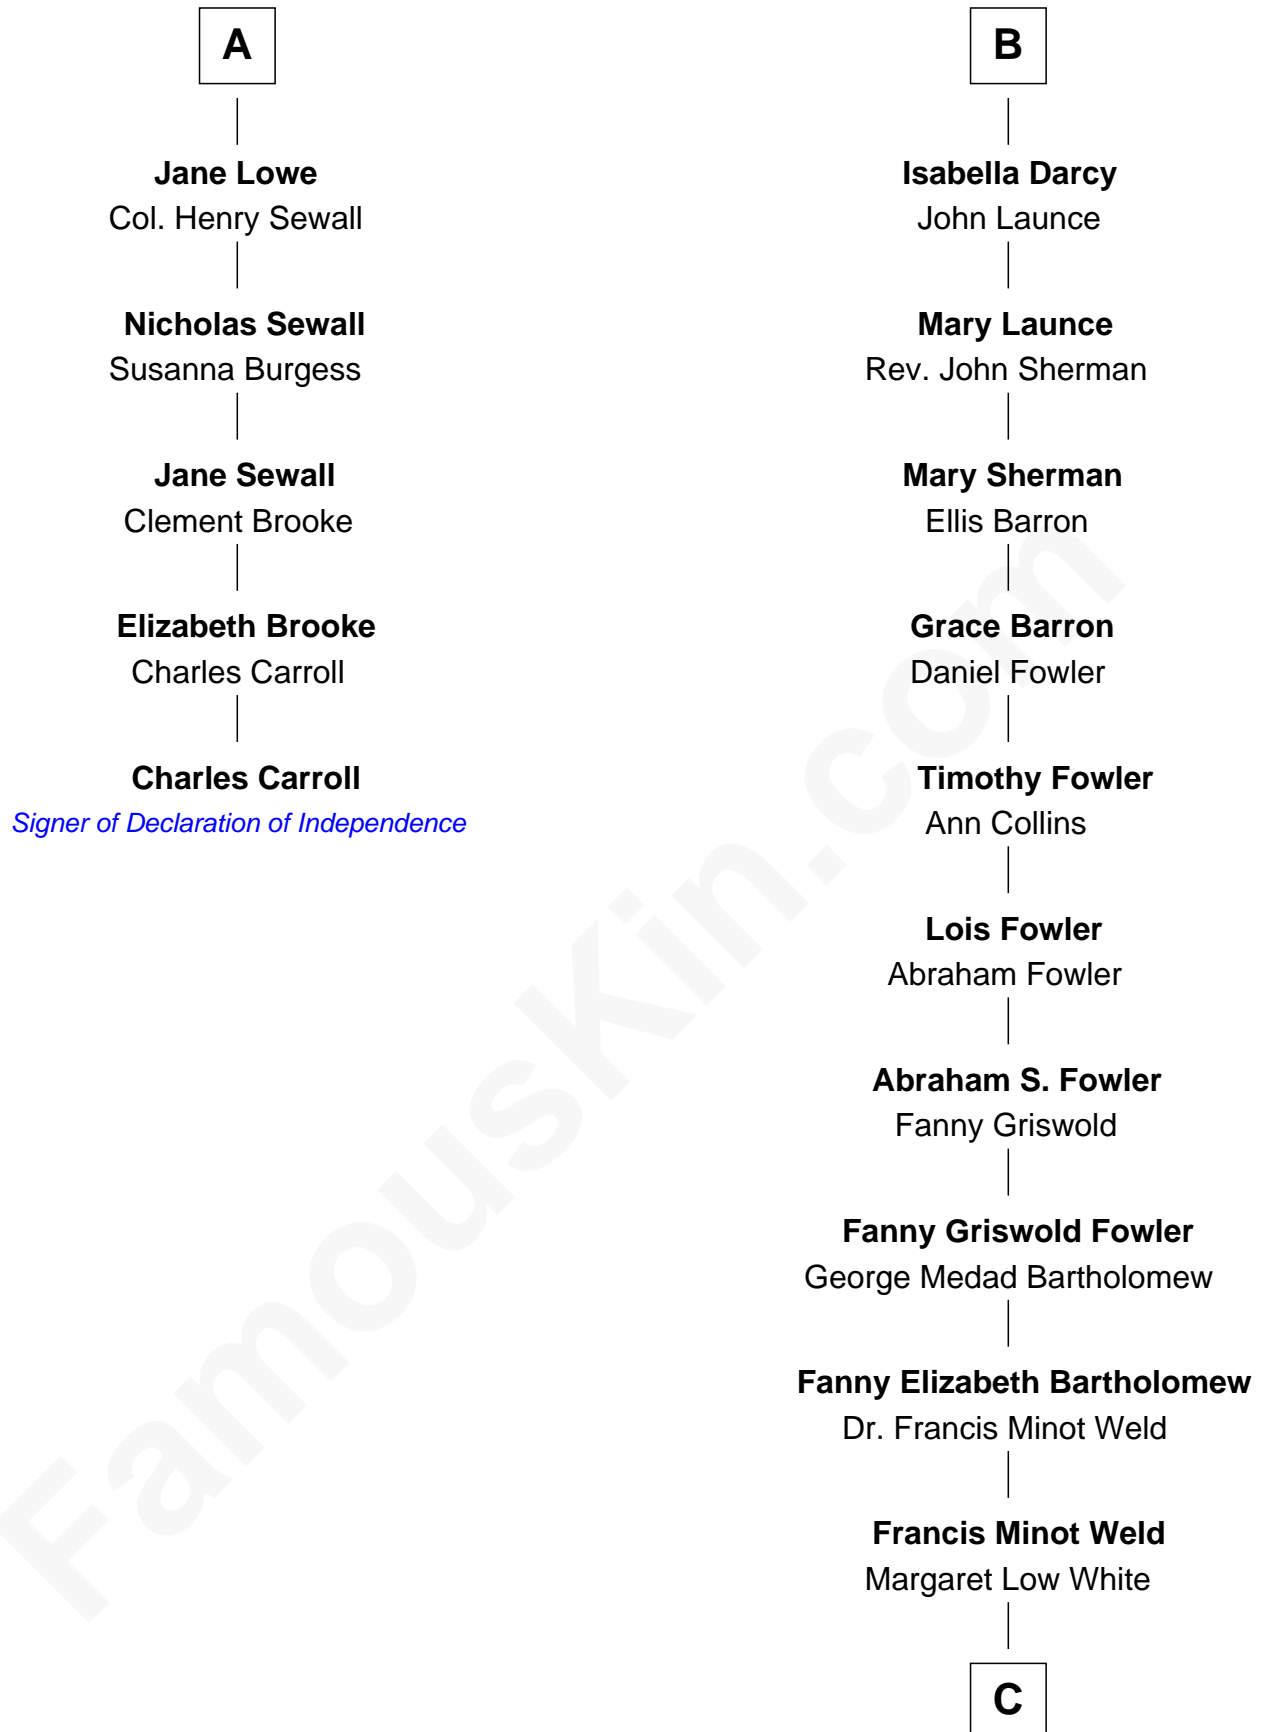 A
Jane Lowe
Col. Henry Sewall
Nicholas Sewall
Susanna Burgess
Jane Sewall
Clement Brooke
Elizabeth Brooke
Charles Carroll
Charles Carroll
Signer of Declaration of Independence
B
Isabella Darcy
John Launce
Mary Launce
Rev. John Sherman
Mary Sherman
Ellis Barron
Grace Barron
Daniel Fowler
Timothy Fowler
Ann Collins
Lois Fowler
Abraham Fowler
Abraham S. Fowler
Fanny Griswold
Fanny Griswold Fowler
George Medad Bartholomew
Fanny Elizabeth Bartholomew
Dr. Francis Minot Weld
Francis Minot Weld
Margaret Low White
C
FamousKin.com